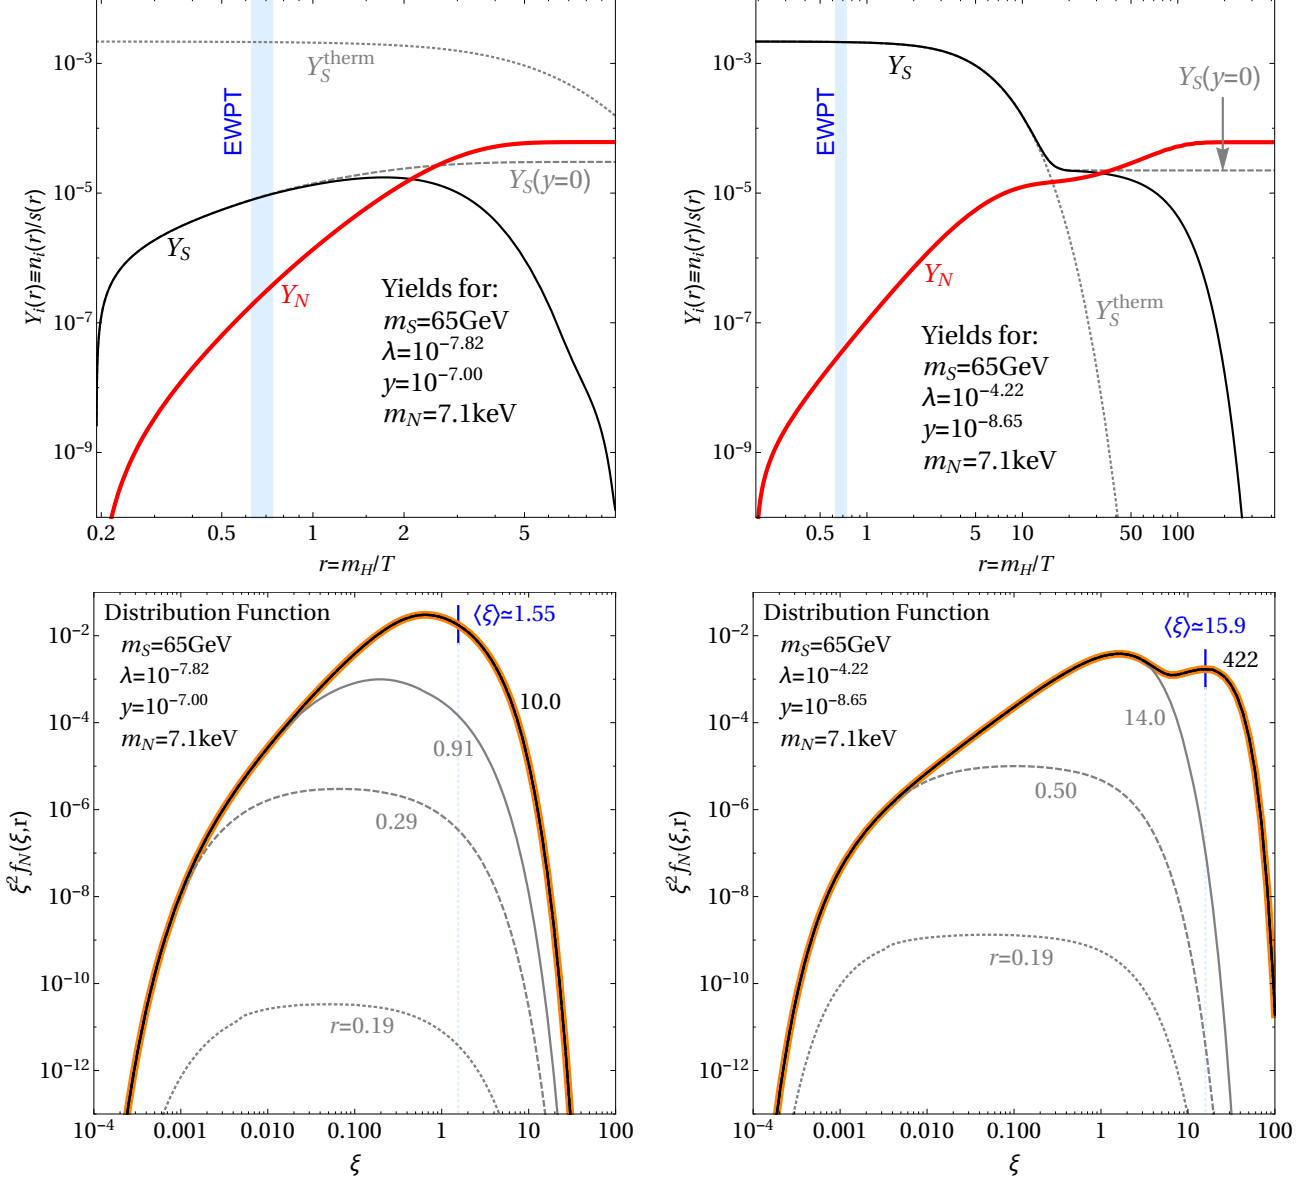 Y_i(r)≡n_i(r)/s(r)
10^−3
10^−5
10^−7
10^−9
EWPT
Y_S^therm
Y_S(y=0)
Y_S
Y_N
Yields for:
m_S=65GeV
λ=10^−7.82
y=10^−7.00
m_N=7.1keV
0.2 0.5 1 2 5
r=m_H/T
Y_i(r)≡n_i(r)/s(r)
10^−3
10^−5
10^−7
10^−9
EWPT
Y_S
Y_S(y=0)
Y_N
Y_S^therm
Yields for:
m_S=65GeV
λ=10^−4.22
y=10^−8.65
m_N=7.1keV
0.5 1 5 10 50 100
r=m_H/T
ξ^2 f_N(ξ,r)
10^−2
10^−4
10^−6
10^−8
10^−10
10^−12
Distribution Function
m_S=65GeV
λ=10^−7.82
y=10^−7.00
m_N=7.1keV
⟨ξ⟩≃1.55
10.0
0.91
0.29
r=0.19
10^−4 0.001 0.010 0.100 1 10 100
ξ
ξ^2 f_N(ξ,r)
10^−2
10^−4
10^−6
10^−8
10^−10
10^−12
Distribution Function
m_S=65GeV
λ=10^−4.22
y=10^−8.65
m_N=7.1keV
⟨ξ⟩≃15.9
422
14.0
0.50
r=0.19
10^−4 0.001 0.010 0.100 1 10 100
ξ